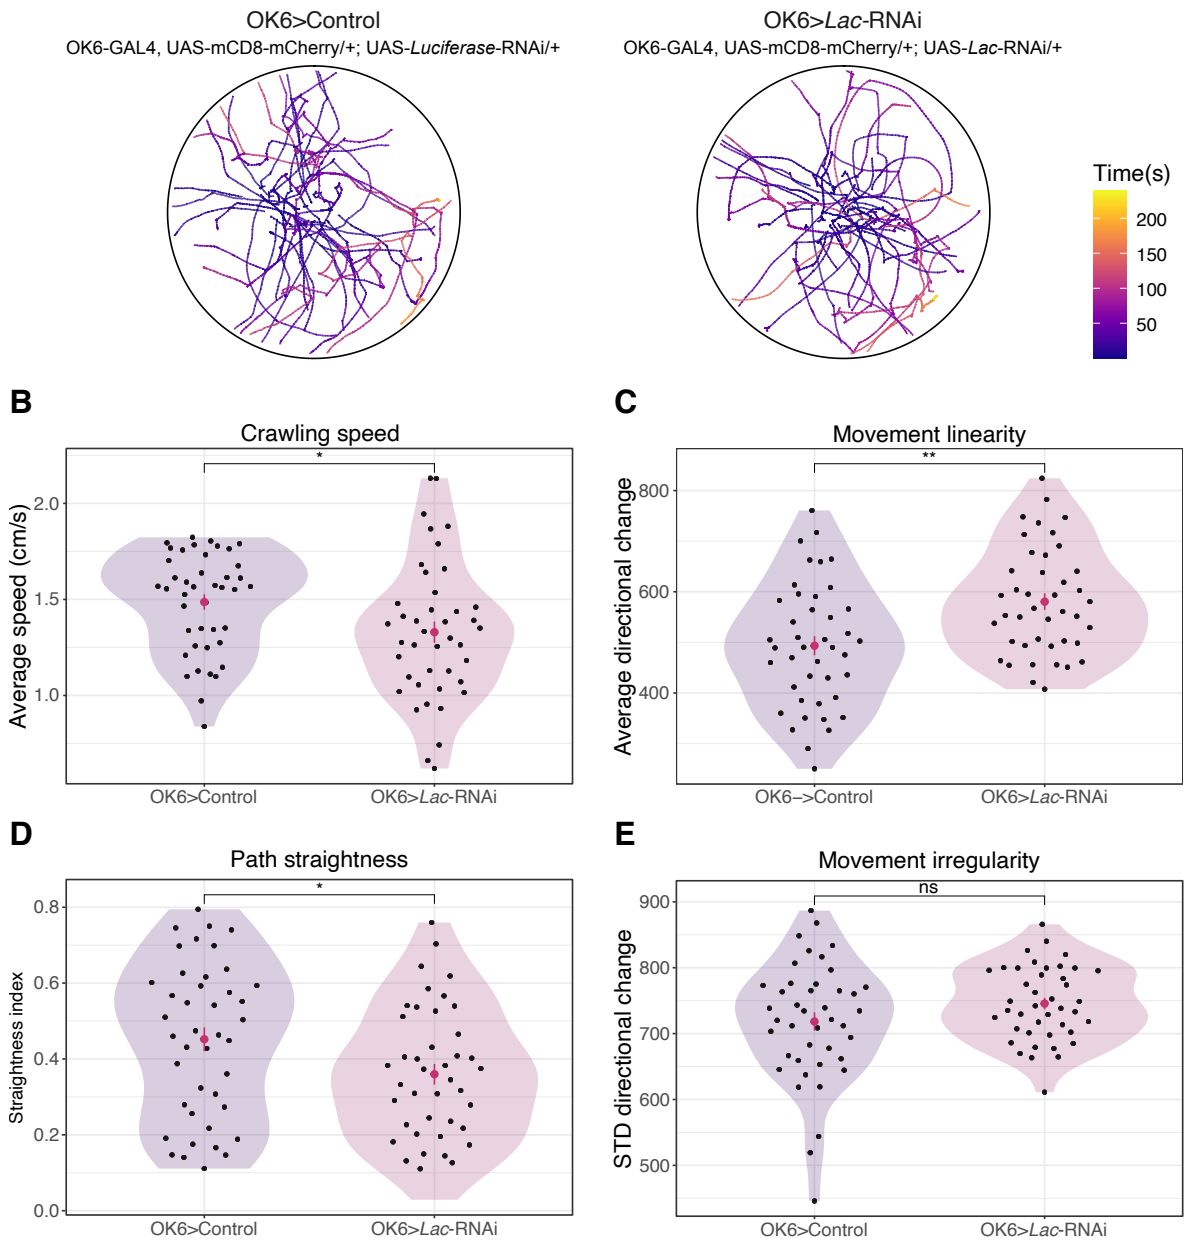 OK6>Control
OK6>Lac-RNAi
OK6-GAL4, UAS-mCD8-mCherry/+; UAS-Luciferase-RNAi/+
OK6-GAL4, UAS-mCD8-mCherry/+; UAS-Lac-RNAi/+
Time(s)
200
150
100
50
B
Crawling speed
*
Average speed (cm/s)
2.0
1.5
1.0
OK6>Control
OK6>Lac-RNAi
C
Movement linearity
**
Average directional change
800
600
400
OK6->Control
OK6>Lac-RNAi
D
Path straightness
*
Straightness index
0.8
0.6
0.4
0.2
0.0
OK6>Control
OK6>Lac-RNAi
E
Movement irregularity
ns
STD directional change
900
800
700
600
500
OK6>Control
OK6>Lac-RNAi